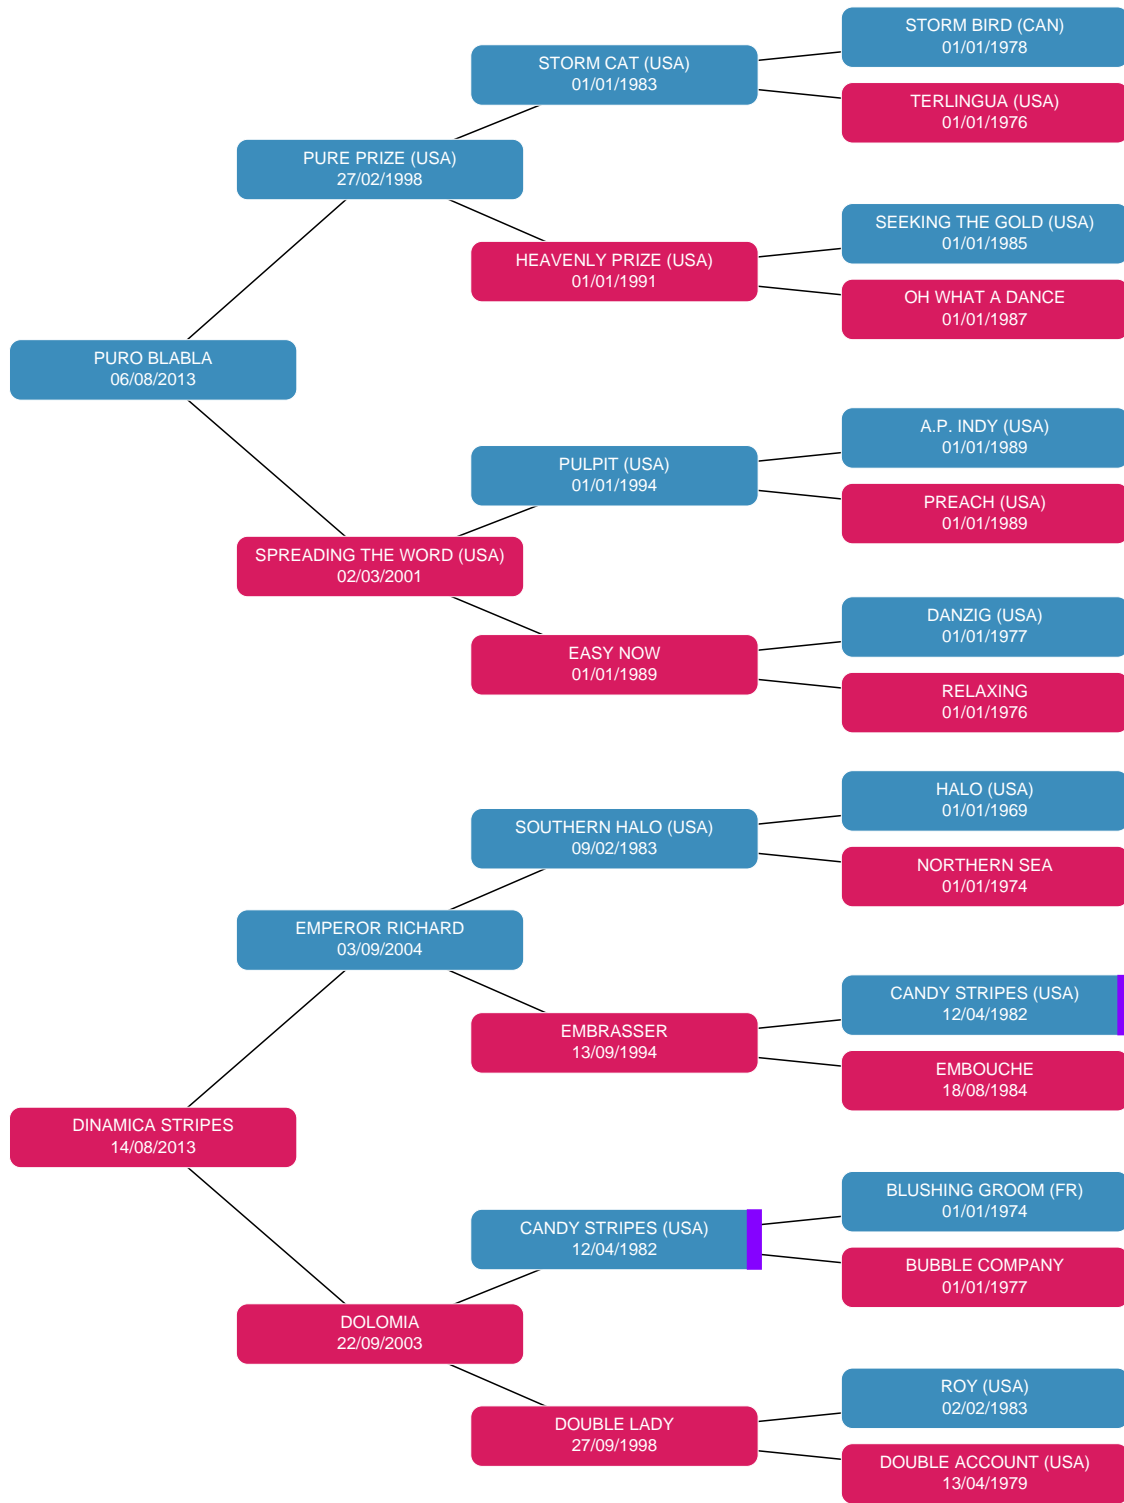 STORM BIRD (CAN)
01/01/1978
STORM CAT (USA)
01/01/1983
TERLINGUA (USA)
01/01/1976
PURE PRIZE (USA)
27/02/1998
SEEKING THE GOLD (USA)
01/01/1985
HEAVENLY PRIZE (USA)
01/01/1991
OH WHAT A DANCE
01/01/1987
PURO BLABLA
06/08/2013
A.P. INDY (USA)
01/01/1989
PULPIT (USA)
01/01/1994
PREACH (USA)
01/01/1989
SPREADING THE WORD (USA)
02/03/2001
DANZIG (USA)
01/01/1977
EASY NOW
01/01/1989
RELAXING
01/01/1976
HALO (USA)
01/01/1969
SOUTHERN HALO (USA)
09/02/1983
NORTHERN SEA
01/01/1974
EMPEROR RICHARD
03/09/2004
CANDY STRIPES (USA)
12/04/1982
EMBRASSER
13/09/1994
EMBOUCHE
18/08/1984
DINAMICA STRIPES
14/08/2013
BLUSHING GROOM (FR)
01/01/1974
CANDY STRIPES (USA)
12/04/1982
BUBBLE COMPANY
01/01/1977
DOLOMIA
22/09/2003
ROY (USA)
02/02/1983
DOUBLE LADY
27/09/1998
DOUBLE ACCOUNT (USA)
13/04/1979